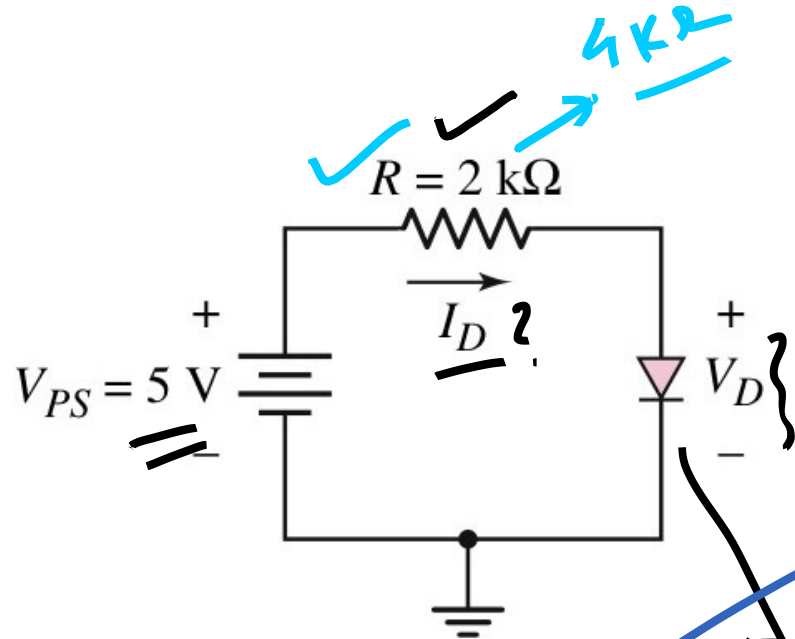 4KΩ
R = 2 kΩ
+
I_D ?
+
V_PS = 5 V
V_D
−
−